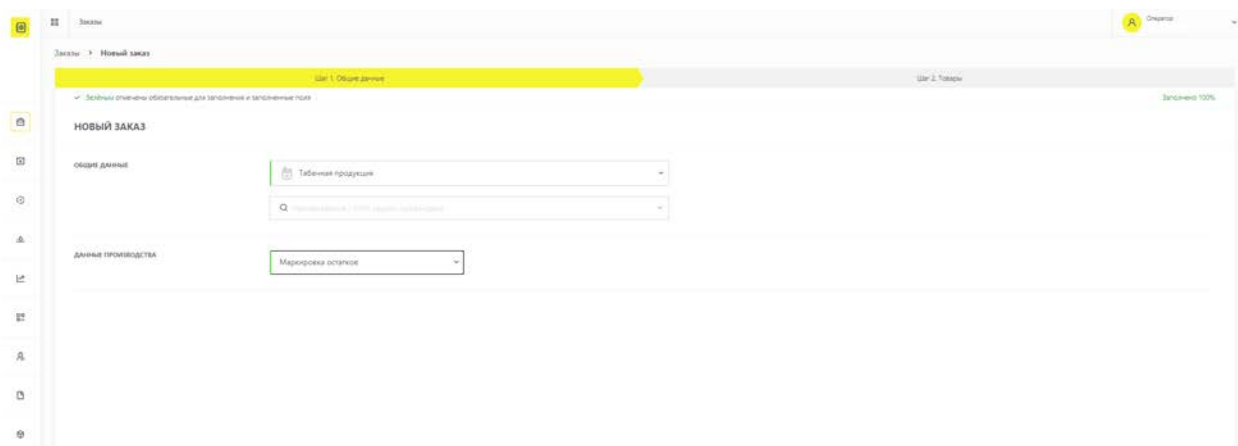 Заказы
Оператор
Заказы > Новый заказ
Шаг 1. Общие данные
Шаг 2. Товары
Зелёным отмечены обязательные для заполнения и заполненные поля
Заполнено 100%
НОВЫЙ ЗАКАЗ
ОБЩИЕ ДАННЫЕ
Табачная продукция
ДАННЫЕ ПРОИЗВОДСТВА
Маркировка остатков